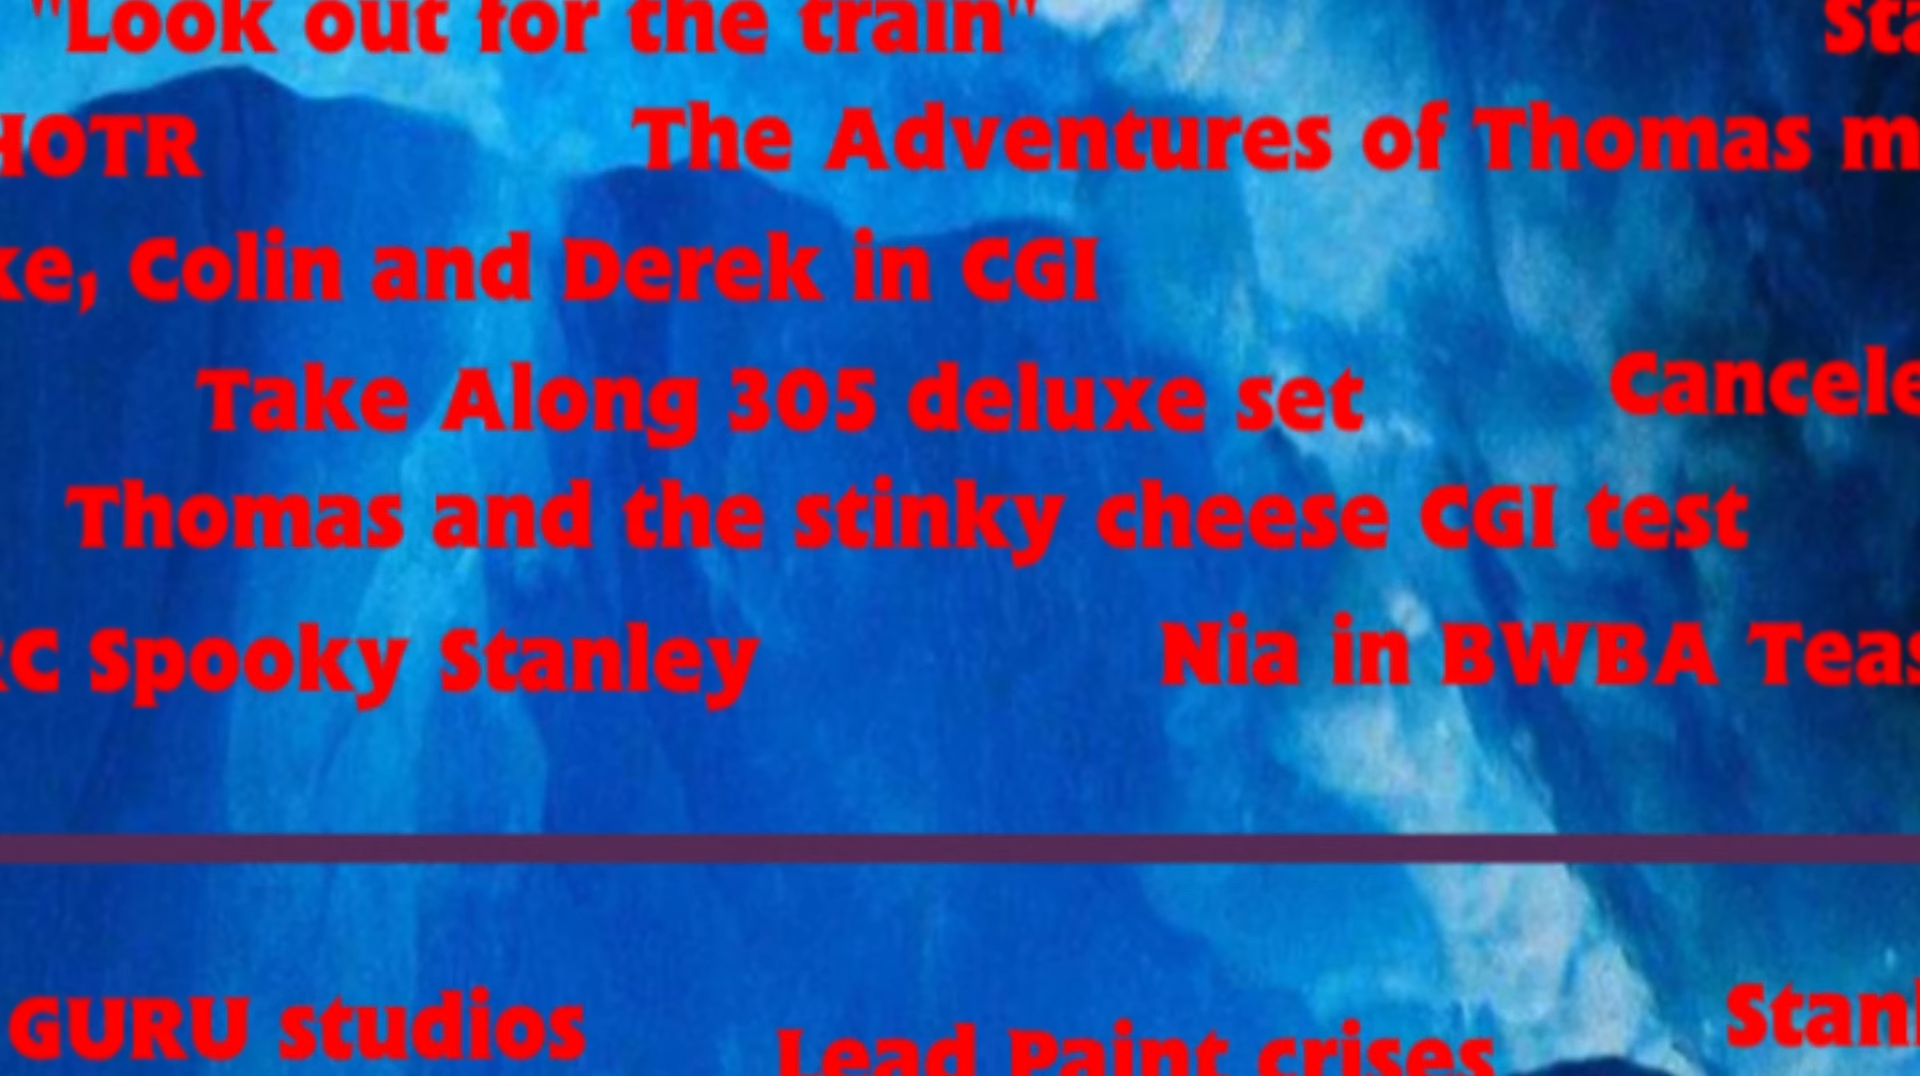 "Look out for the train"
HOTR
The Adventures of Thomas
Colin and Derek in CGI
Take Along 305 deluxe set
Thomas and the stinky cheese CGI test
Spooky Stanley
Nia in BWBA
GURU studios
Lead Paint crises